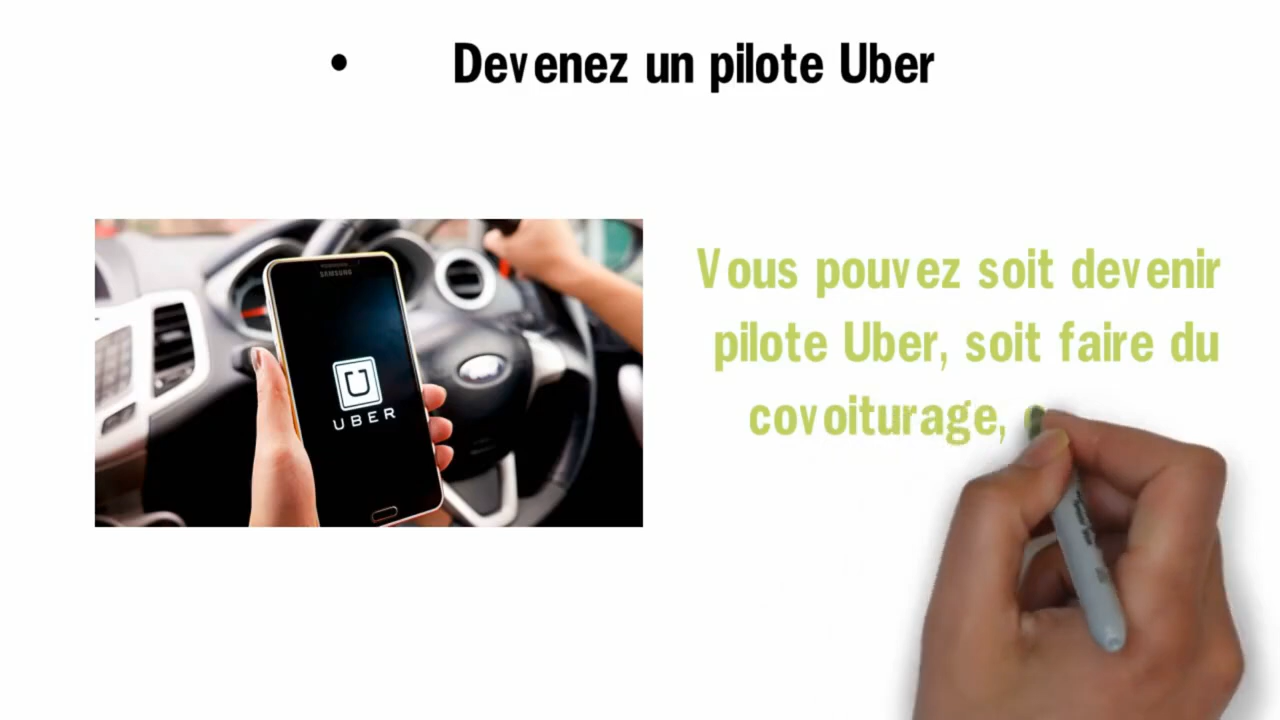 • Devenez un pilote Uber
SAMSUNG
UBER
Vous pouvez soit devenir
pilote Uber, soit faire du
covoiturage,